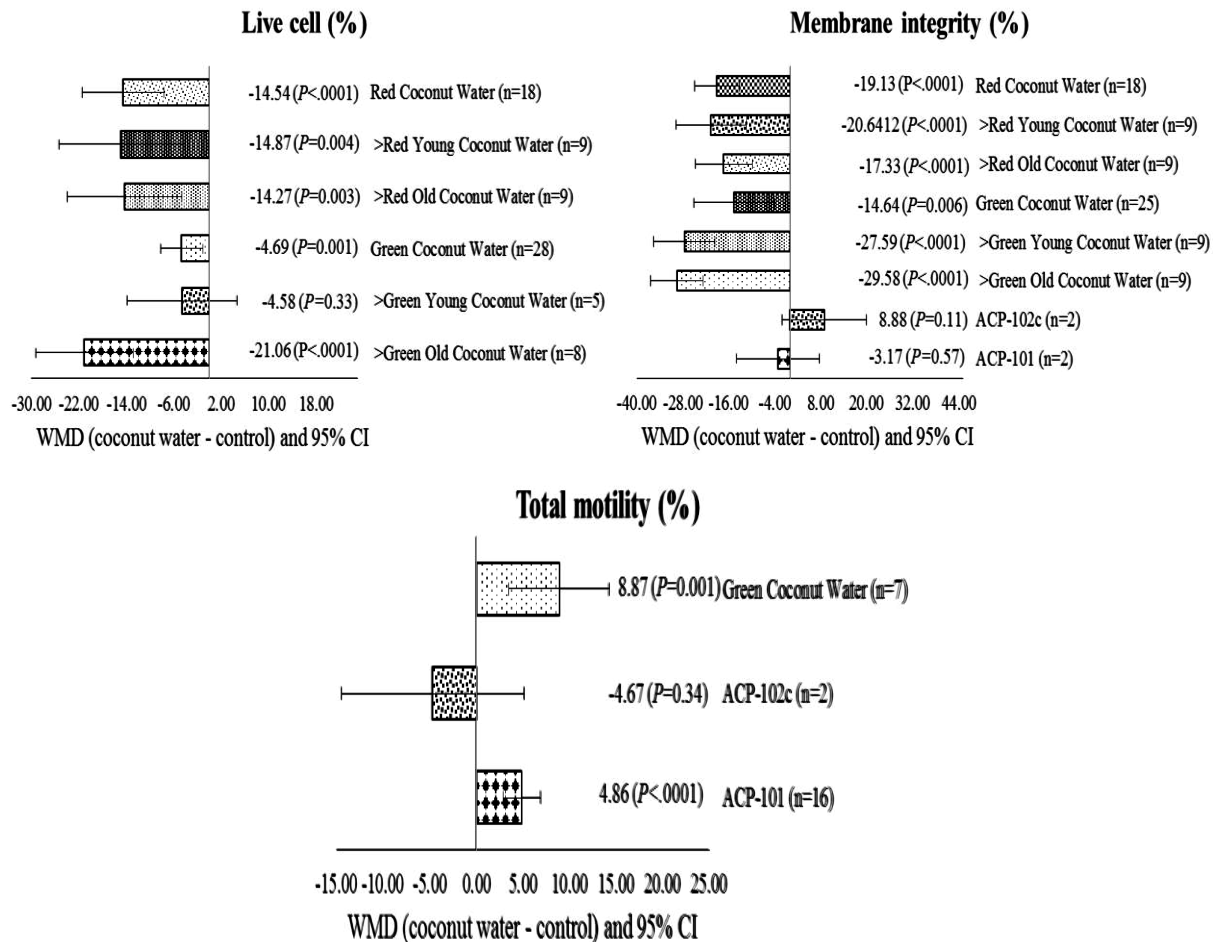 Live cell (%)
-14.54 (P<.0001) Red Coconut Water (n=18)
-14.87 (P=0.004) >Red Young Coconut Water (n=9)
-14.27 (P=0.003) >Red Old Coconut Water (n=9)
-4.69 (P=0.001) Green Coconut Water (n=28)
-4.58 (P=0.33) >Green Young Coconut Water (n=5)
-21.06 (P<.0001) >Green Old Coconut Water (n=8)
-30.00 -22.00 -14.00 -6.00 2.00 10.00 18.00
WMD (coconut water - control) and 95% CI
Membrane integrity (%)
-19.13 (P<.0001) Red Coconut Water (n=18)
-20.6412 (P<.0001) >Red Young Coconut Water (n=9)
-17.33 (P<.0001) >Red Old Coconut Water (n=9)
-14.64 (P=0.006) Green Coconut Water (n=25)
-27.59 (P<.0001) >Green Young Coconut Water (n=9)
-29.58 (P<.0001) >Green Old Coconut Water (n=9)
8.88 (P=0.11) ACP-102c (n=2)
-3.17 (P=0.57) ACP-101 (n=2)
-40.00 -28.00 -16.00 -4.00 8.00 20.00 32.00 44.00
WMD (coconut water - control) and 95% CI
Total motility (%)
8.87 (P=0.001) Green Coconut Water (n=7)
-4.67 (P=0.34) ACP-102c (n=2)
4.86 (P<.0001) ACP-101 (n=16)
-15.00 -10.00 -5.00 0.00 5.00 10.00 15.00 20.00 25.00
WMD (coconut water - control) and 95% CI